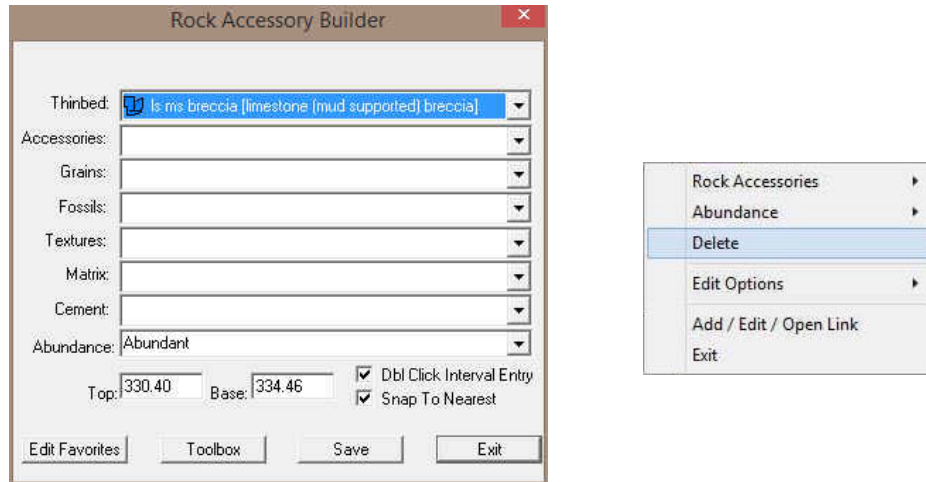 Rock Accessory Builder
Thinbed: ls ms breccia [limestone (mud supported) breccia]
Accessories:
Grains:
Fossils:
Textures:
Matrix:
Cement:
Abundance: Abundant
Top: 330.40 Base: 334.46 Dbl Click Interval Entry
Snap To Nearest
Edit Favorites Toolbox Save Exit
Rock Accessories
Abundance
Delete
Edit Options
Add / Edit / Open Link
Exit